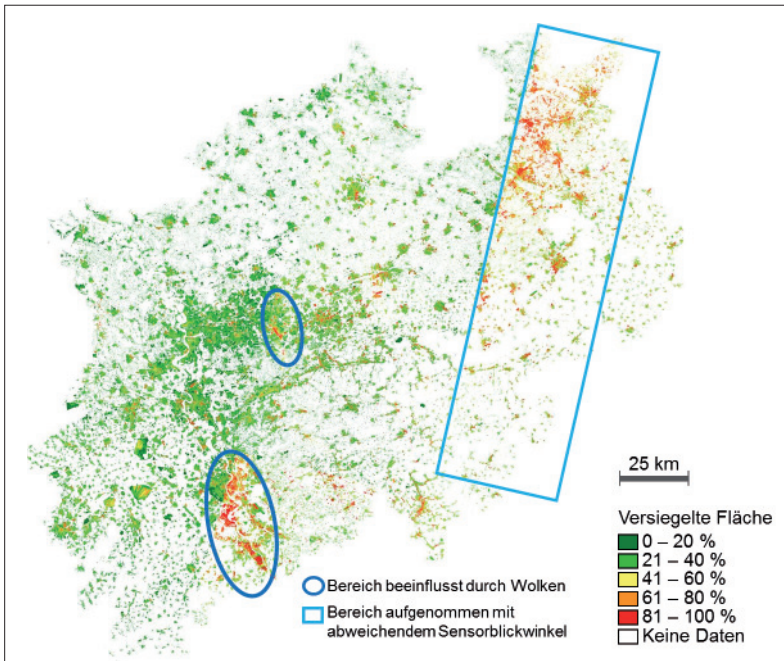 25 km
Versiegelte Fläche
0 – 20 %
21 – 40 %
41 – 60 %
61 – 80 %
81 – 100 %
Keine Daten
Bereich beeinflusst durch Wolken
Bereich aufgenommen mit
abweichendem Sensorblickwinkel